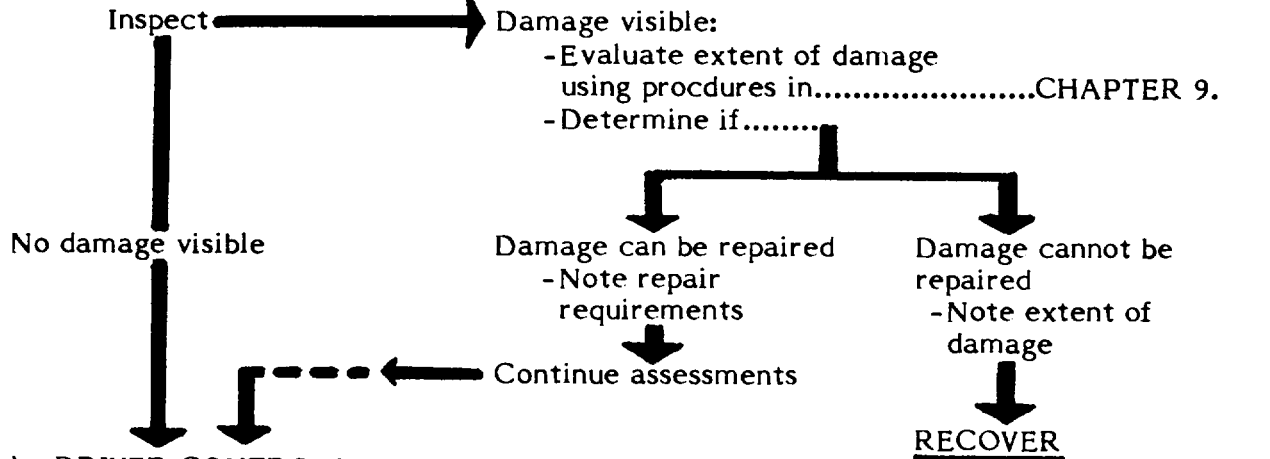 Inspect
Damage visible:
-Evaluate extent of damage
using procdures in.......................CHAPTER 9.
-Determine if.........
No damage visible
Damage can be repaired
-Note repair
requirements
Damage cannot be
repaired
-Note extent of
damage
Continue assessments
RECOVER